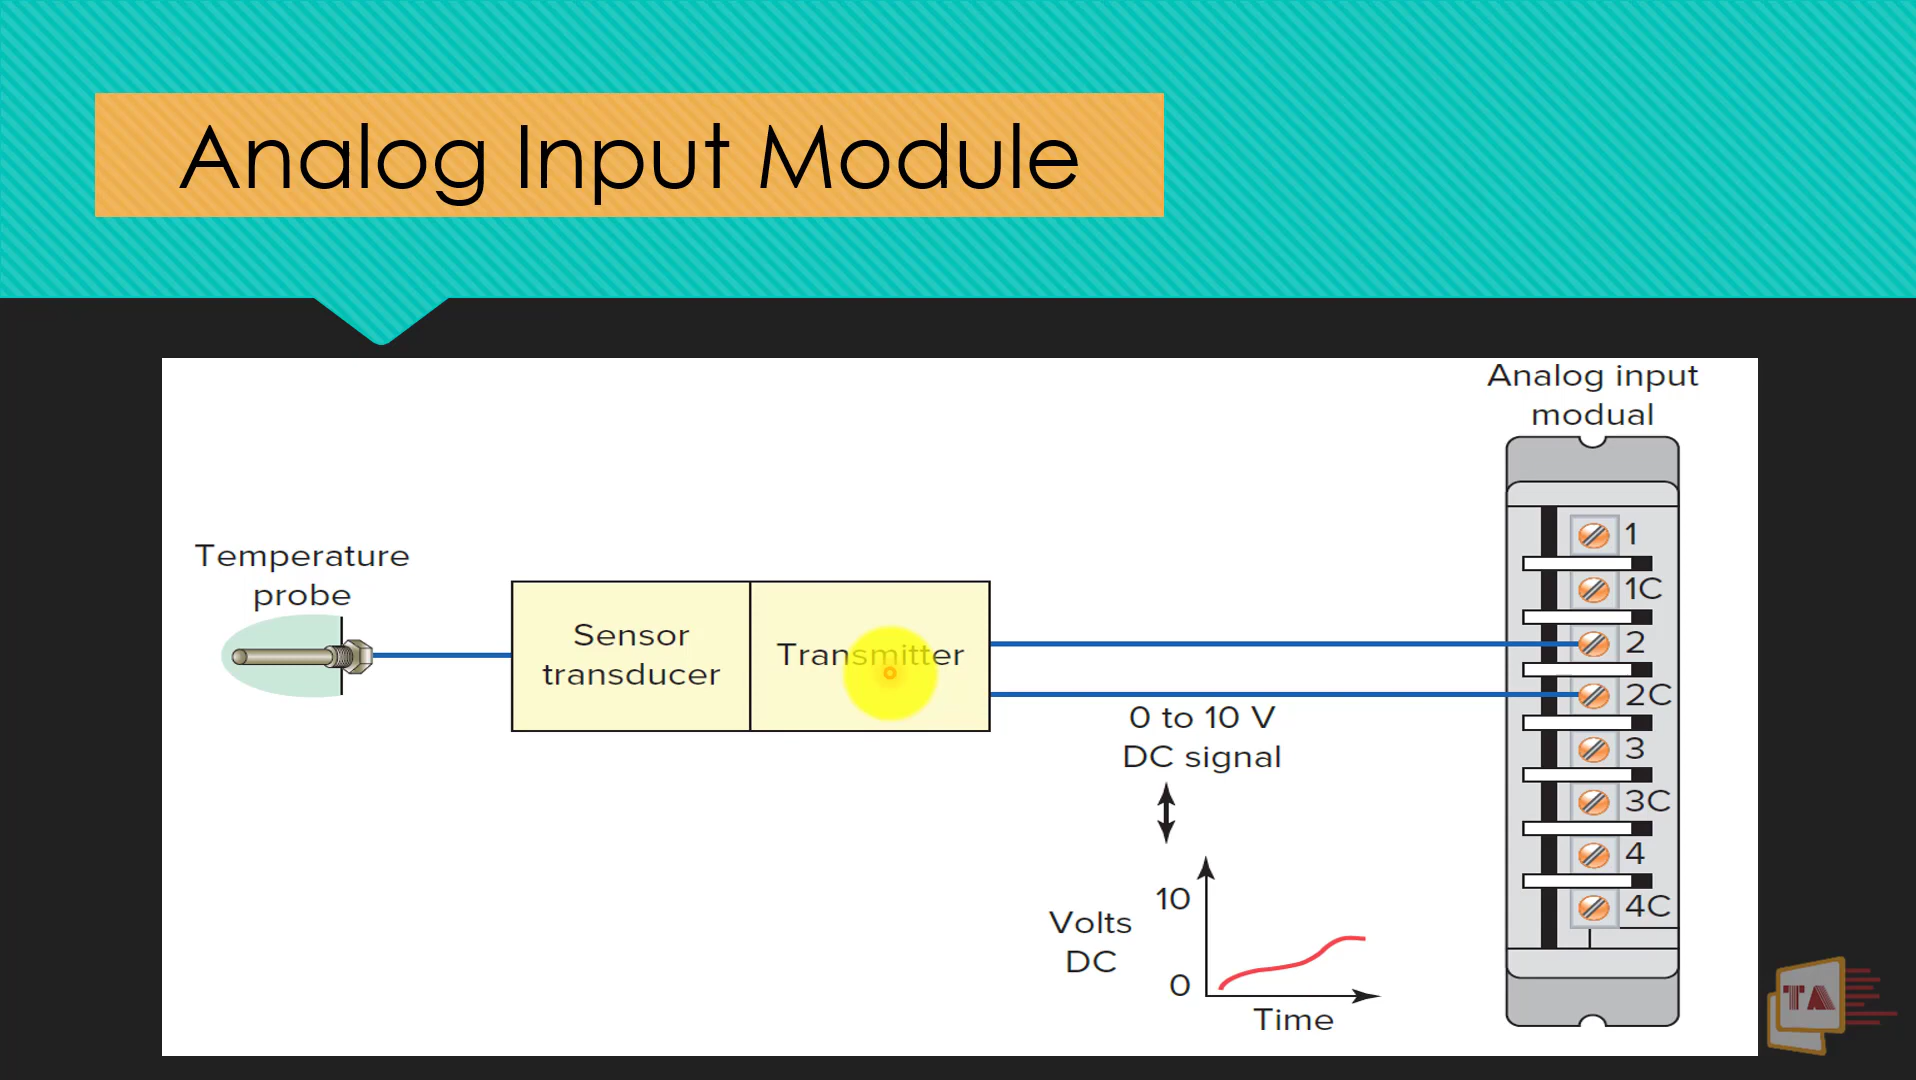 Analog Input Module
Analog input
modual
Temperature
probe
Sensor
transducer
Transmitter
1
1C
2
2C
3
3C
4
4C
0 to 10 V
DC signal
10
Volts
DC
0
Time
TA